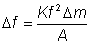 Δf = Kf²Δm / A